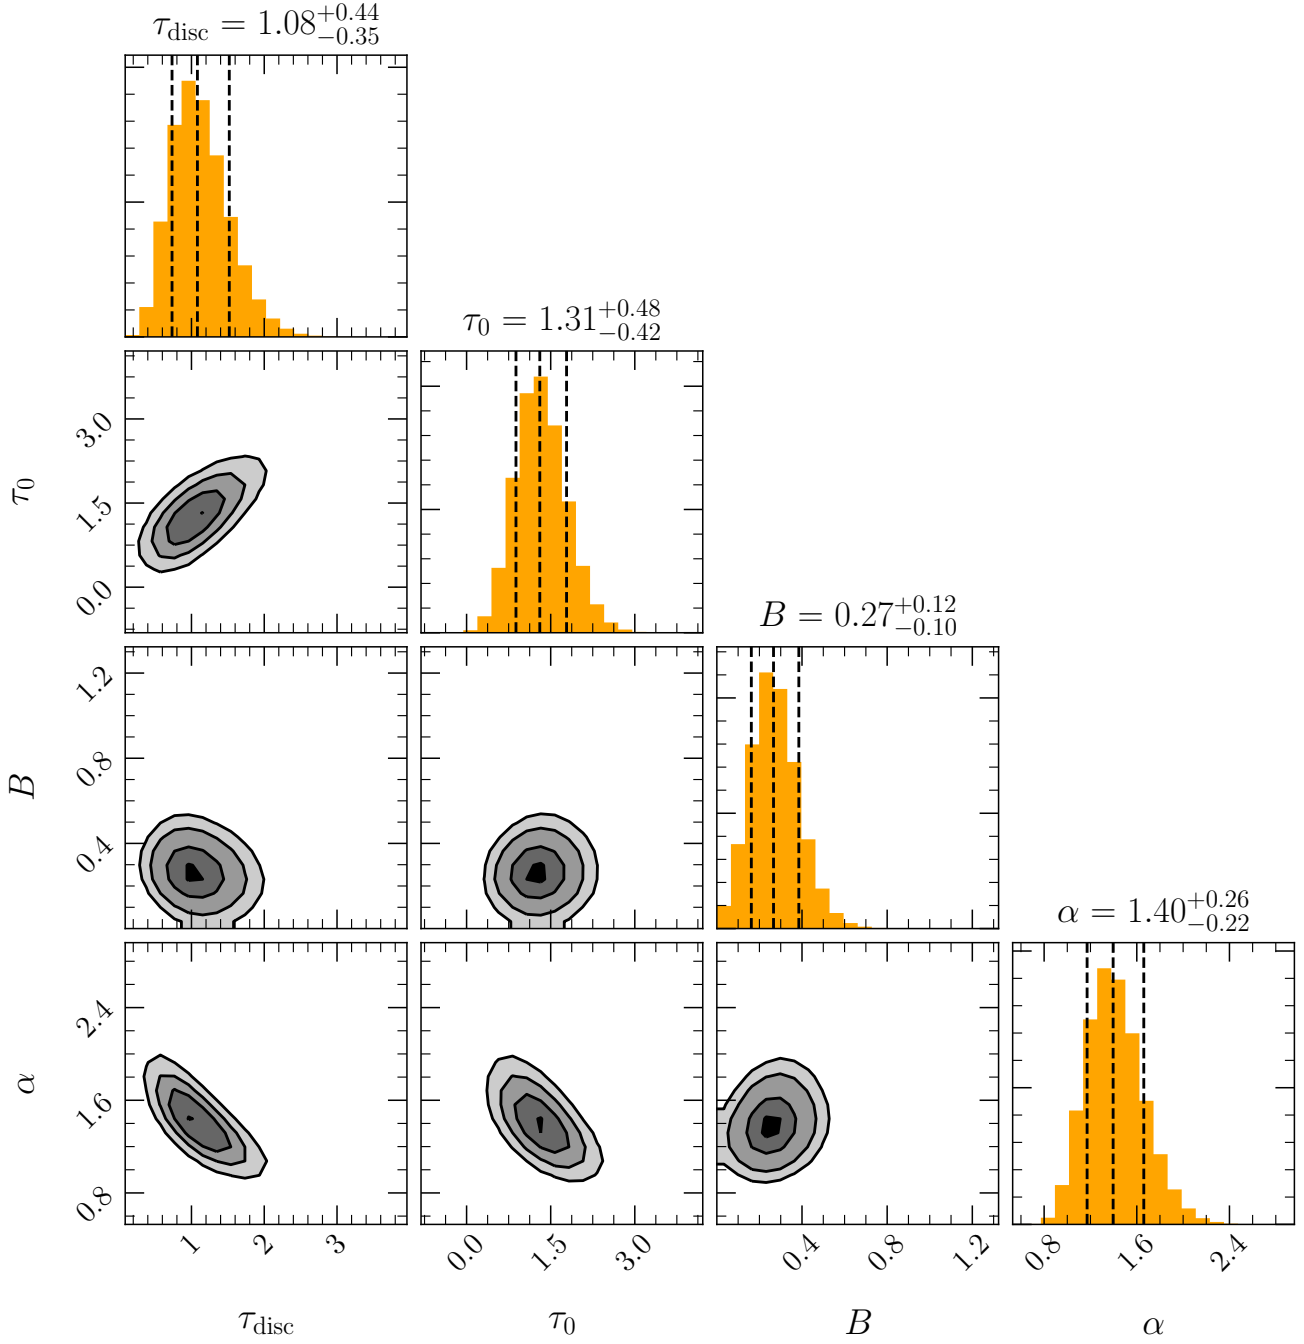 τ_disc = 1.08^{+0.44}_{−0.35}
τ_0 = 1.31^{+0.48}_{−0.42}
τ_0
3.0
1.5
0.0
B = 0.27^{+0.12}_{−0.10}
B
1.2
0.8
0.4
α = 1.40^{+0.26}_{−0.22}
α
2.4
1.6
0.8
1 2 3 0.0 1.5 3.0 0.4 0.8 1.2 0.8 1.6 2.4
τ_disc τ_0 B α